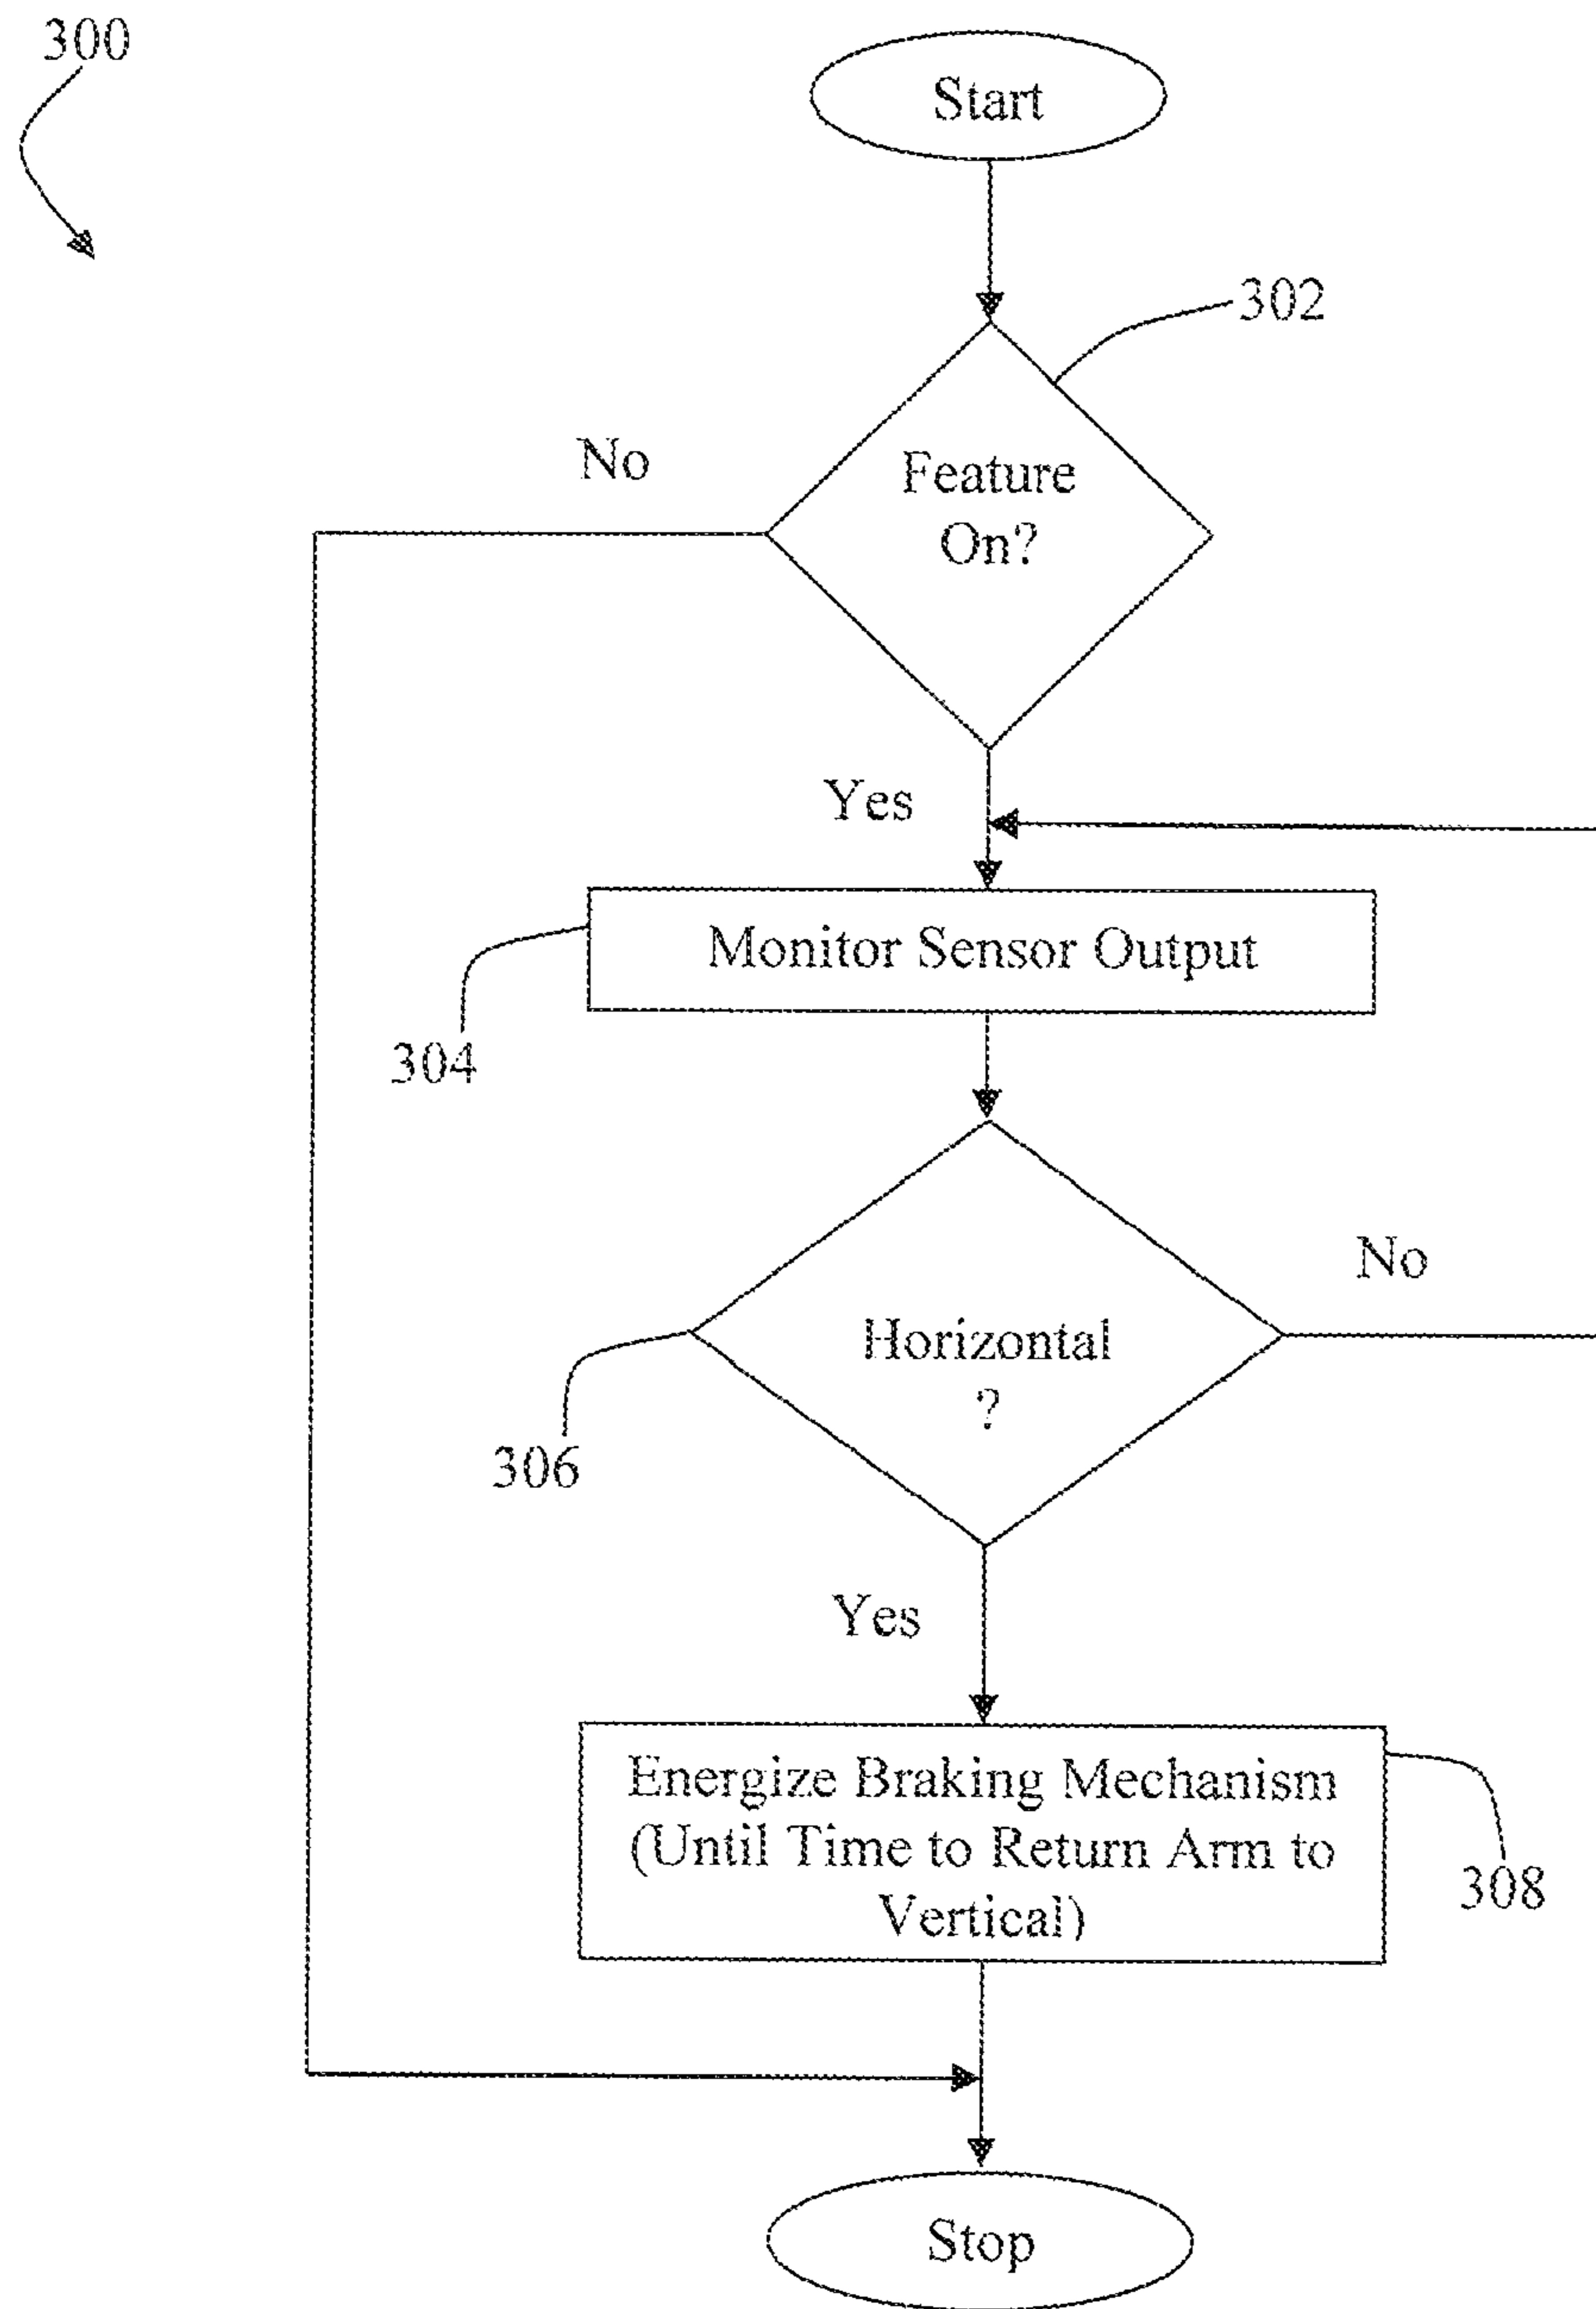 300
Start
302
No
Feature
On?
Yes
Monitor Sensor Output
304
No
Horizontal
?
306
Yes
Energize Braking Mechanism
(Until Time to Return Arm to
Vertical)
308
Stop